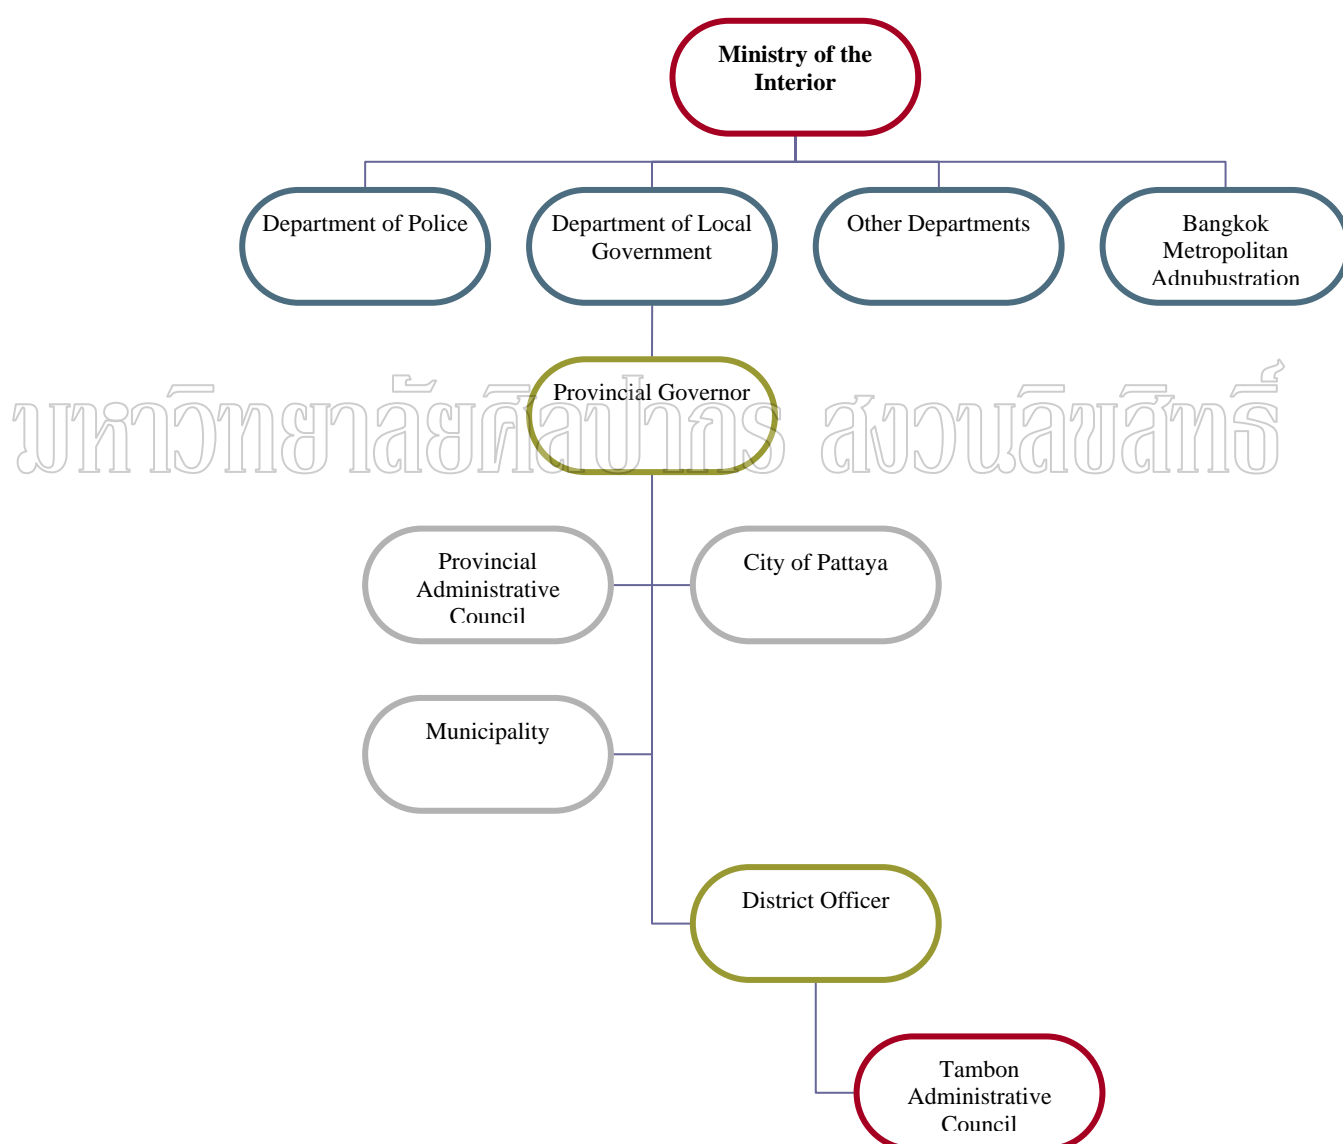 Ministry of the
Interior
Department of Police
Department of Local
Government
Other Departments
Bangkok
Metropolitan
Adnubustration
Provincial Governor
มหาวิทยาลัยศิลปากร สงวนลิขสิทธิ์
Provincial
Administrative
Council
City of Pattaya
Municipality
District Officer
Tambon
Administrative
Council